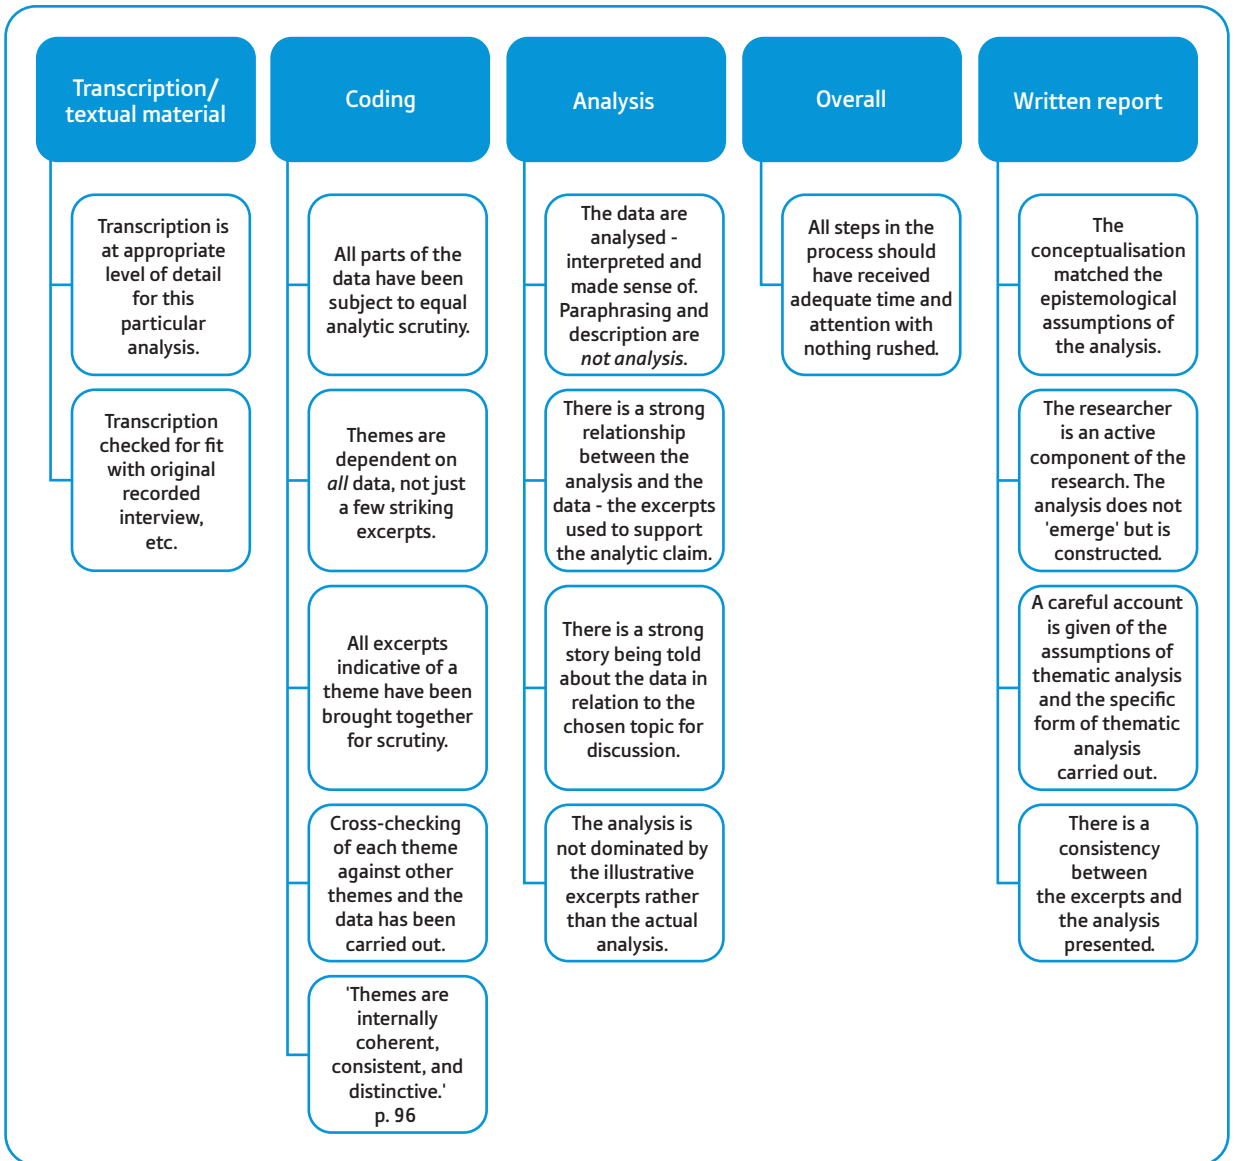 Transcription/
textual material
Transcription is
at appropriate
level of detail
for this
particular
analysis.
Transcription
checked for fit
with original
recorded
interview,
etc.
Coding
All parts of the
data have been
subject to equal
analytic scrutiny.
Themes are
dependent on
all data, not just
a few striking
excerpts.
All excerpts
indicative of a
theme have been
brought together
for scrutiny.
Cross-checking
of each theme
against other
themes and the
data has been
carried out.
'Themes are
internally
coherent,
consistent, and
distinctive.'
p. 96
Analysis
The data are
analysed -
interpreted and
made sense of.
Paraphrasing and
description are
not analysis.
There is a strong
relationship
between the
analysis and the
data - the excerpts
used to support
the analytic claim.
There is a strong
story being told
about the data in
relation to the
chosen topic for
discussion.
The analysis is
not dominated by
the illustrative
excerpts rather
than the actual
analysis.
Overall
All steps in the
process should
have received
adequate time and
attention with
nothing rushed.
Written report
The
conceptualisation
matched the
epistemological
assumptions of
the analysis.
The researcher
is an active
component of the
research. The
analysis does not
'emerge' but is
constructed.
A careful account
is given of the
assumptions of
thematic analysis
and the specific
form of thematic
analysis
carried out.
There is a
consistency
between
the excerpts and
the analysis
presented.